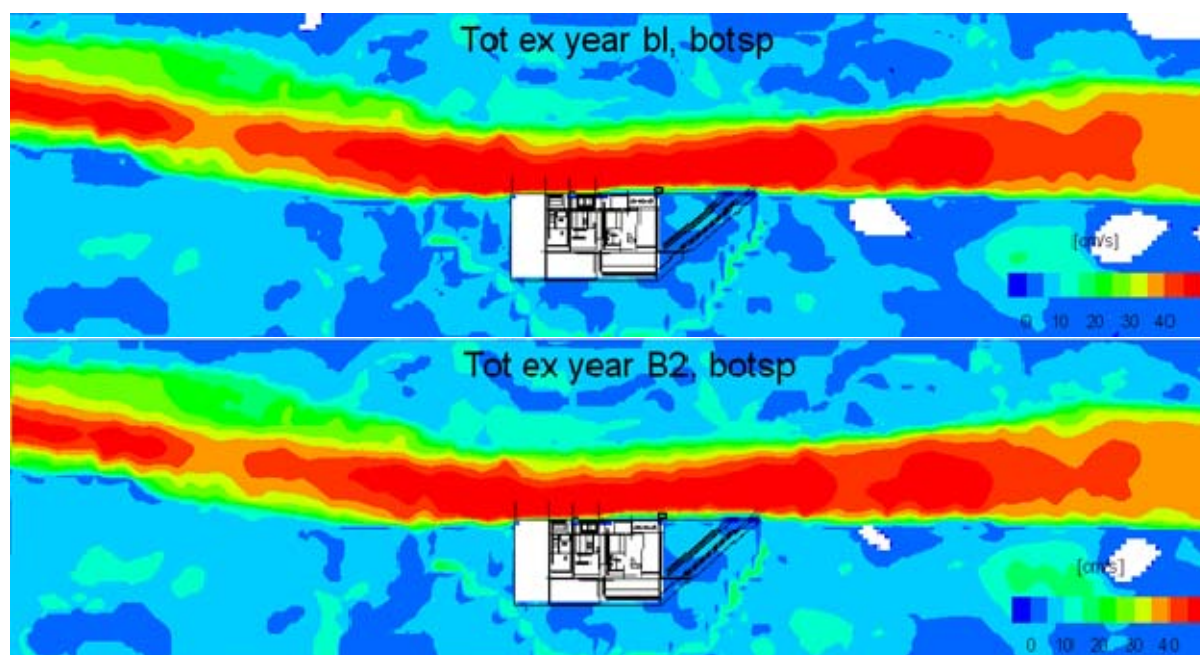 Tot ex year bl, botsp
[cm/s]
0 10 20 30 40
Tot ex year B2, botsp
[cm/s]
0 10 20 30 40